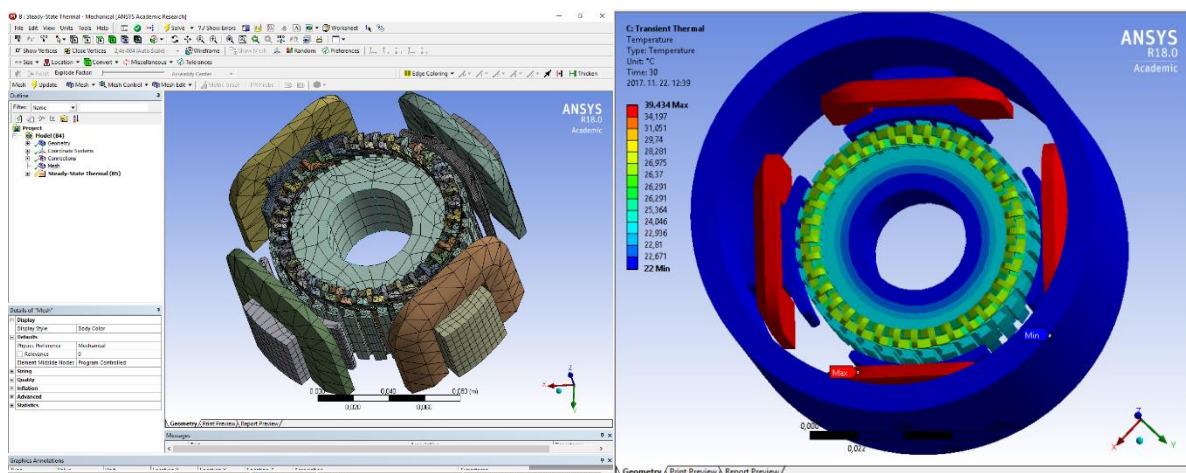 B : Steady-State Thermal - Mechanical [ANSYS Academic Research]
File Edit View Units Tools Help Solve ?/ Show Errors Worksheet
Show Vertices Close Vertices 2,4e-004 (Auto Scale) Wireframe Show Mesh Random Preferences
Size Location Convert Miscellaneous Tolerances
Reset Explode Factor: Assembly Center Edge Coloring Thicken
Mesh Update Mesh Mesh Control Mesh Edit Metric Graph
Outline
Filter: Name
Project
Model (B4)
Geometry
Coordinate Systems
Connections
Mesh
Steady-State Thermal (B5)
Details of "Mesh"
Display
Display Style Body Color
Defaults
Physics Preference Mechanical
Relevance 0
Element Midside Nodes Program Controlled
Sizing
Quality
Inflation
Advanced
Statistics
ANSYS
R18.0
Academic
0,000 0,040 0,080 (m)
0,020 0,060
X Y Z
Geometry Print Preview Report Preview
Messages
Graphics Annotations
C: Transient Thermal
Temperature
Type: Temperature
Unit: °C
Time: 30
2017. 11. 22. 12:39
39,434 Max
34,197
31,051
29,74
28,281
26,975
26,37
26,291
26,291
25,364
24,046
22,936
22,81
22,671
22 Min
ANSYS
R18.0
Academic
Min
Max
0,000
0,022
X Y Z
Geometry Print Preview Report Preview